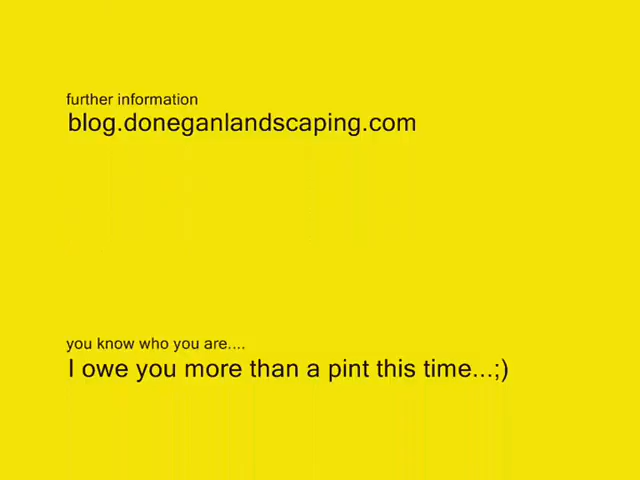 further information
blog.doneganlandscaping.com
you know who you are....
I owe you more than a pint this time...;)